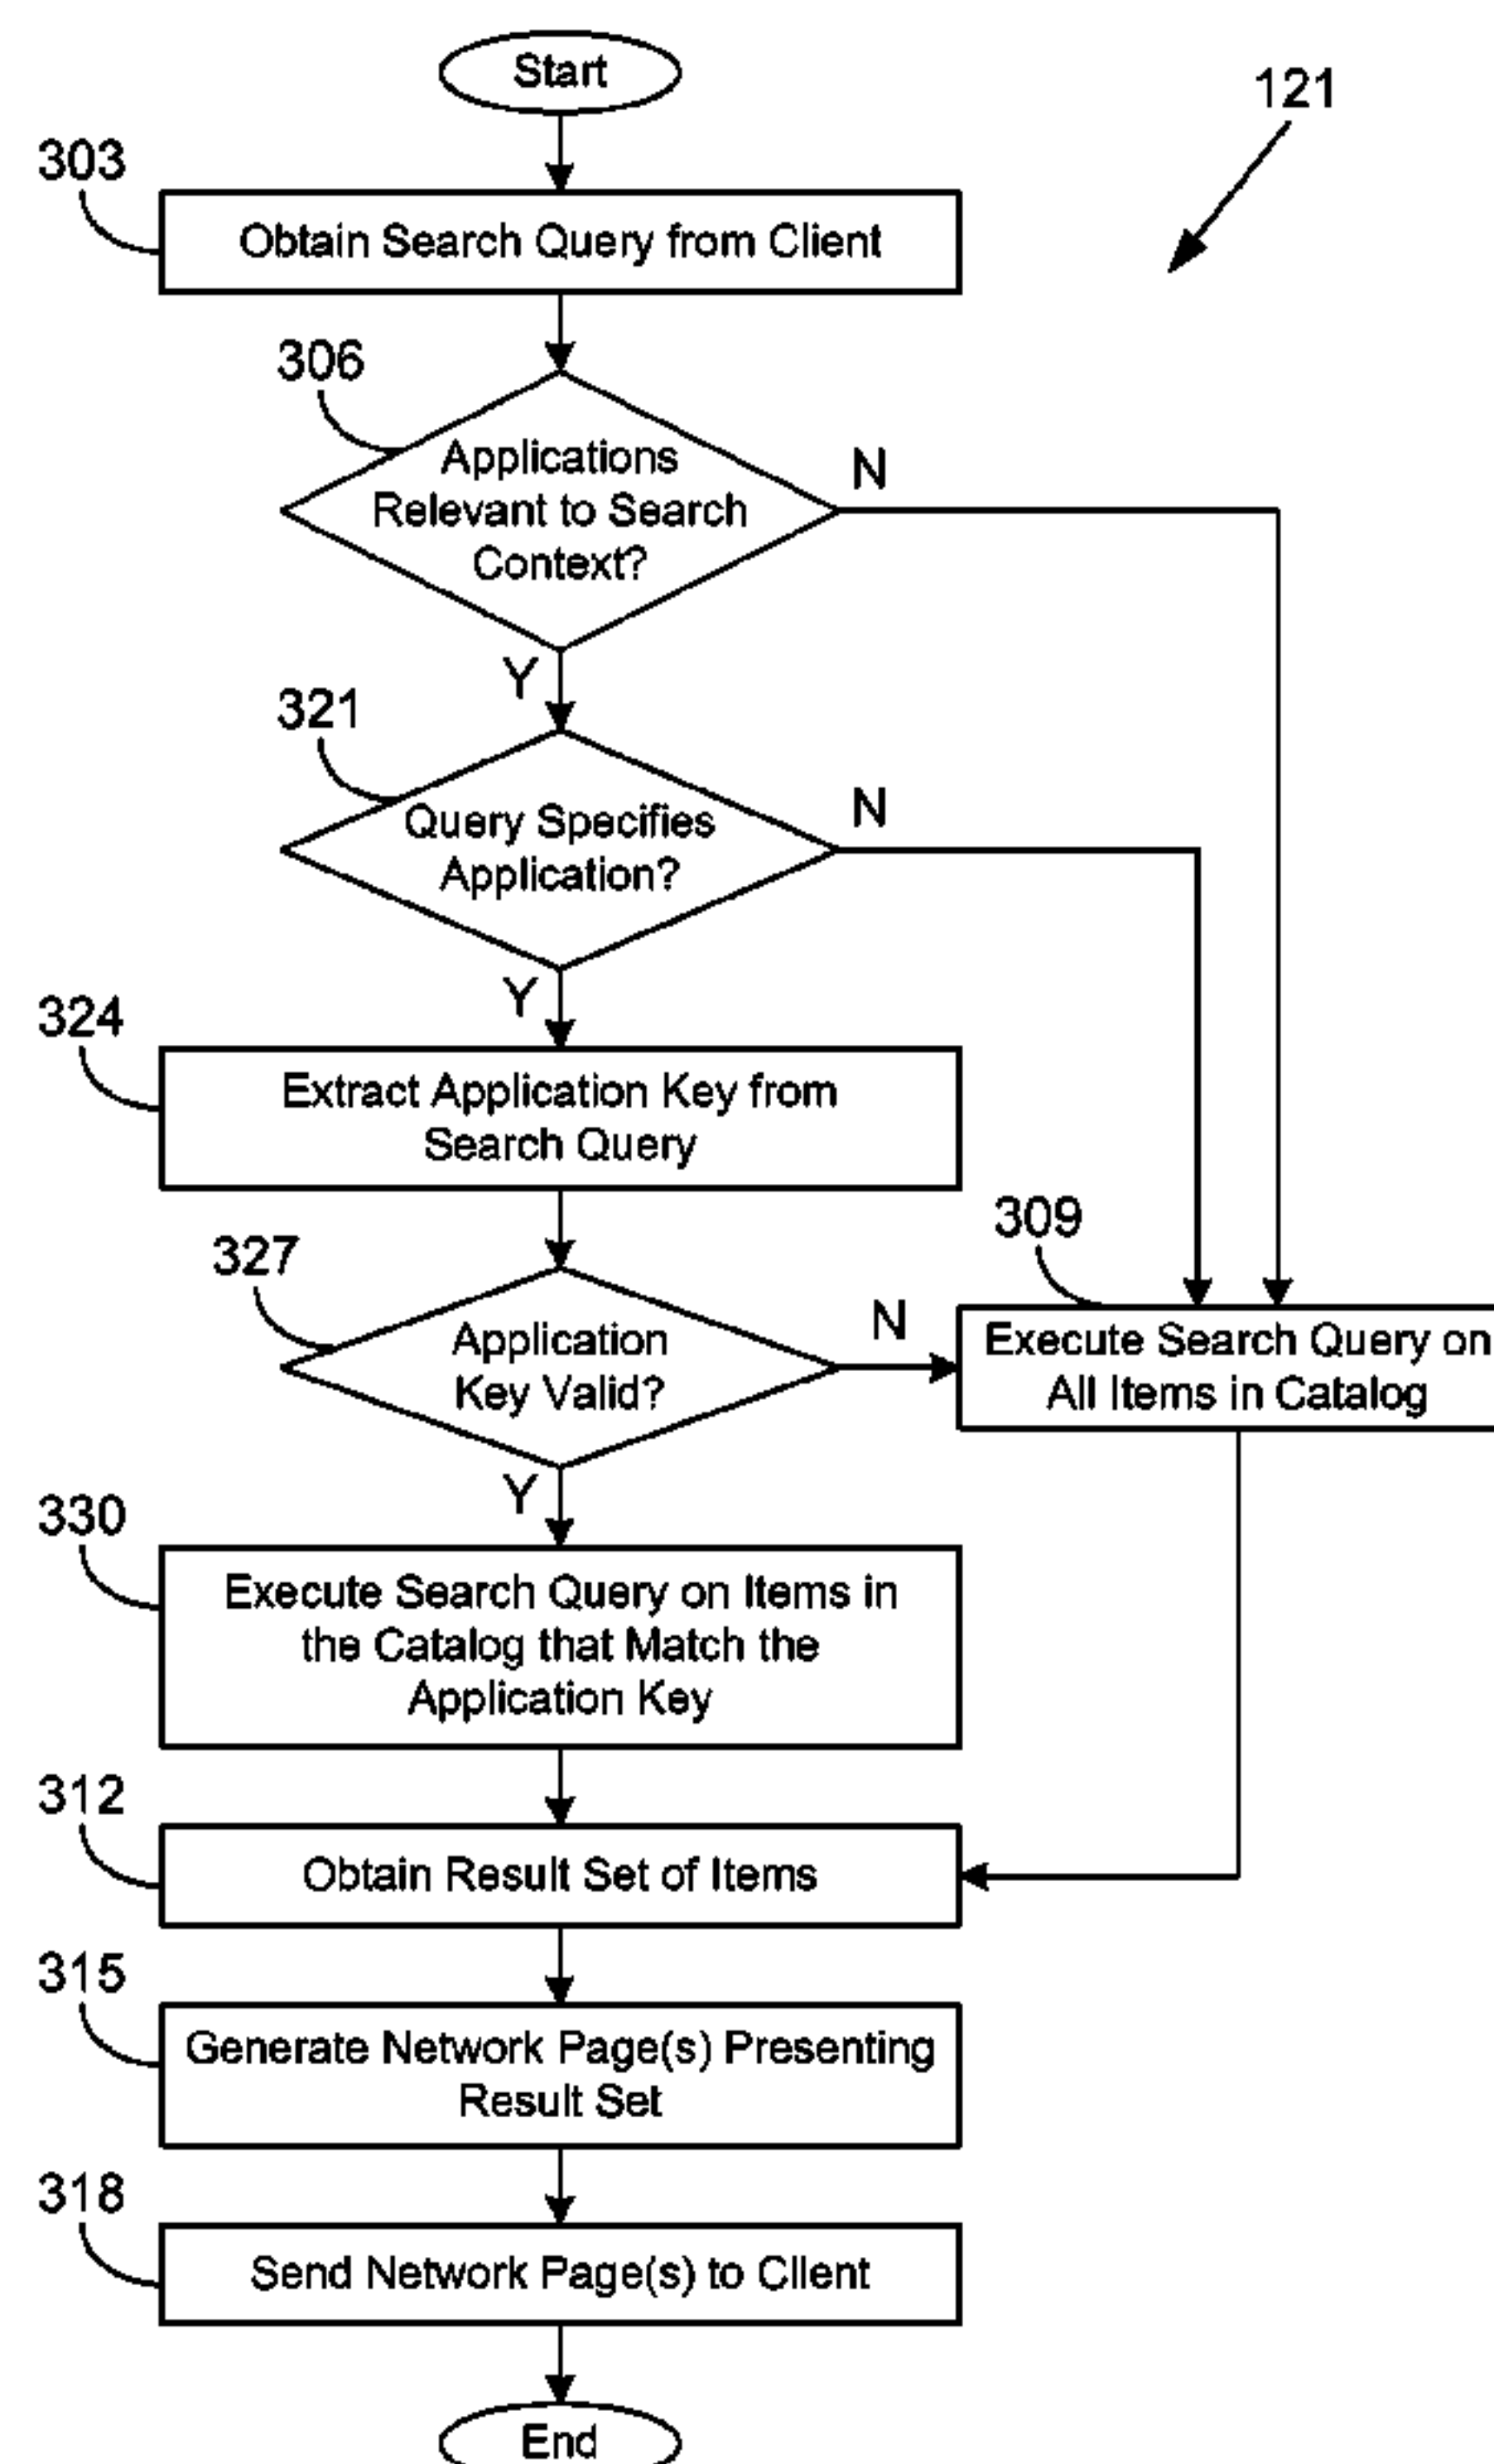 Start
121
303
Obtain Search Query from Client
306
Applications
Relevant to Search
Context?
N
Y
321
Query Specifies
Application?
N
Y
324
Extract Application Key from
Search Query
309
327
Application
Key Valid?
N
Execute Search Query on
All Items in Catalog
Y
330
Execute Search Query on Items in
the Catalog that Match the
Application Key
312
Obtain Result Set of Items
315
Generate Network Page(s) Presenting
Result Set
318
Send Network Page(s) to Client
End